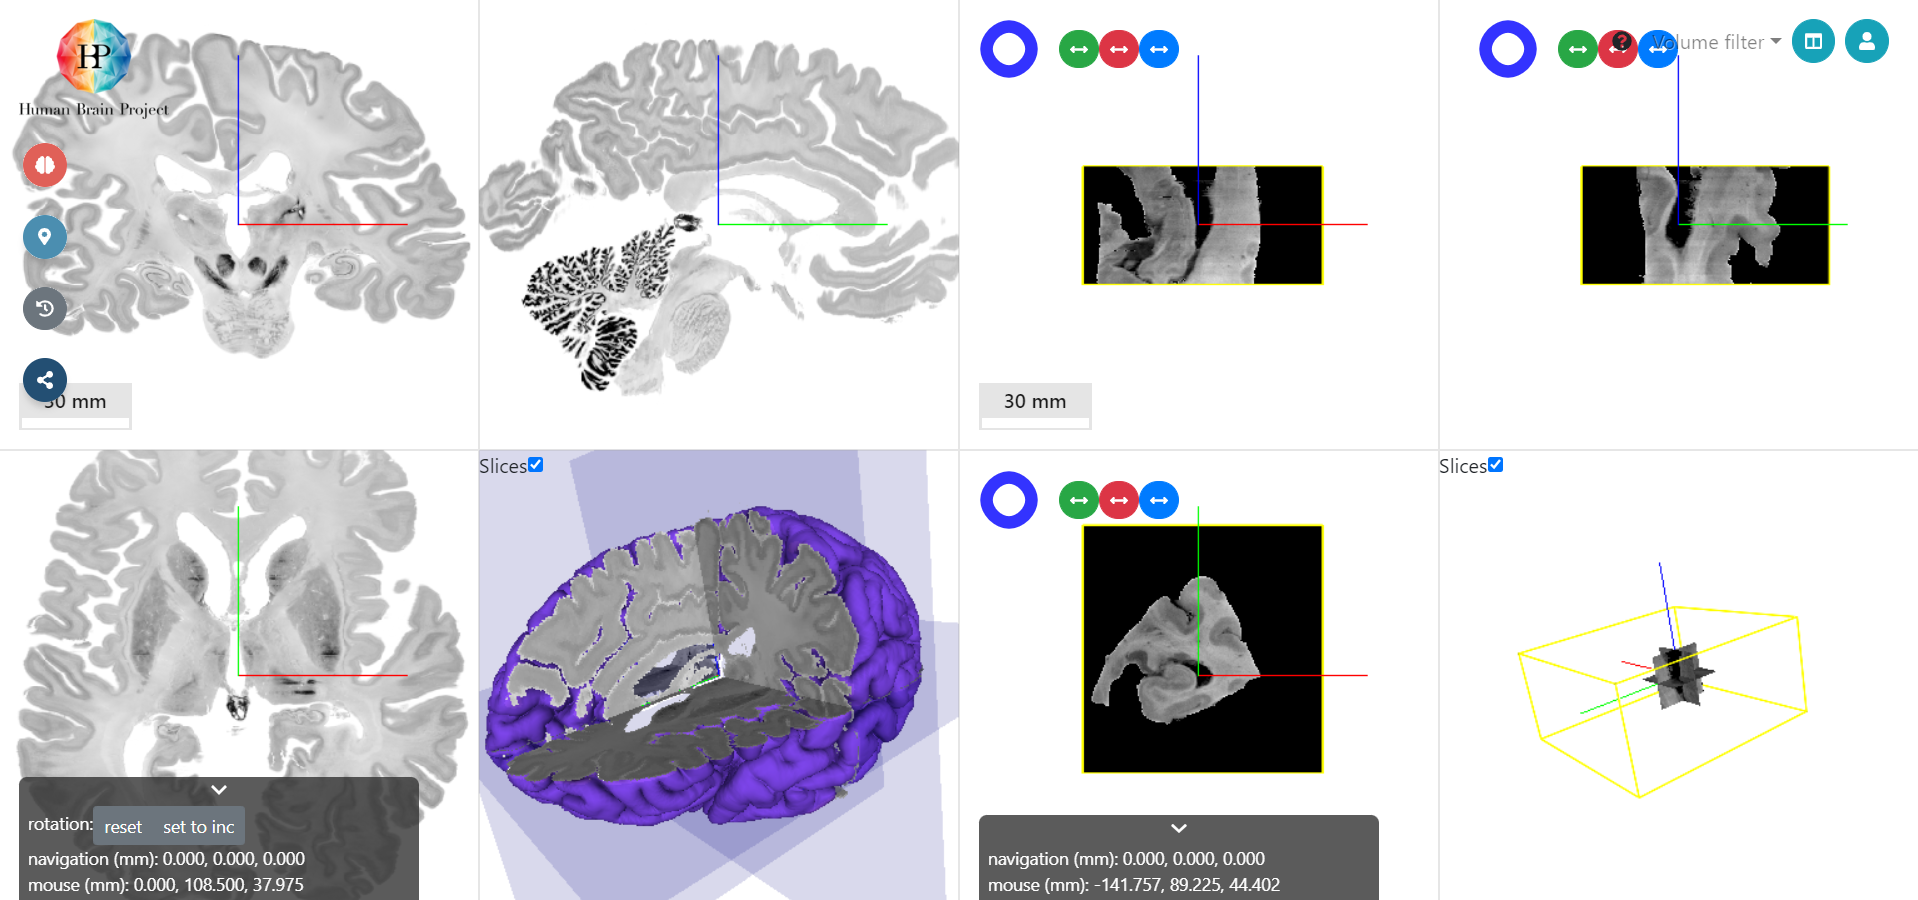 HP
Human Brain Project
Volume filter
30 mm
30 mm
Slices
Slices
rotation: reset set to inc
navigation (mm): 0.000, 0.000, 0.000
mouse (mm): 0.000, 108.500, 37.975
navigation (mm): 0.000, 0.000, 0.000
mouse (mm): -141.757, 89.225, 44.402